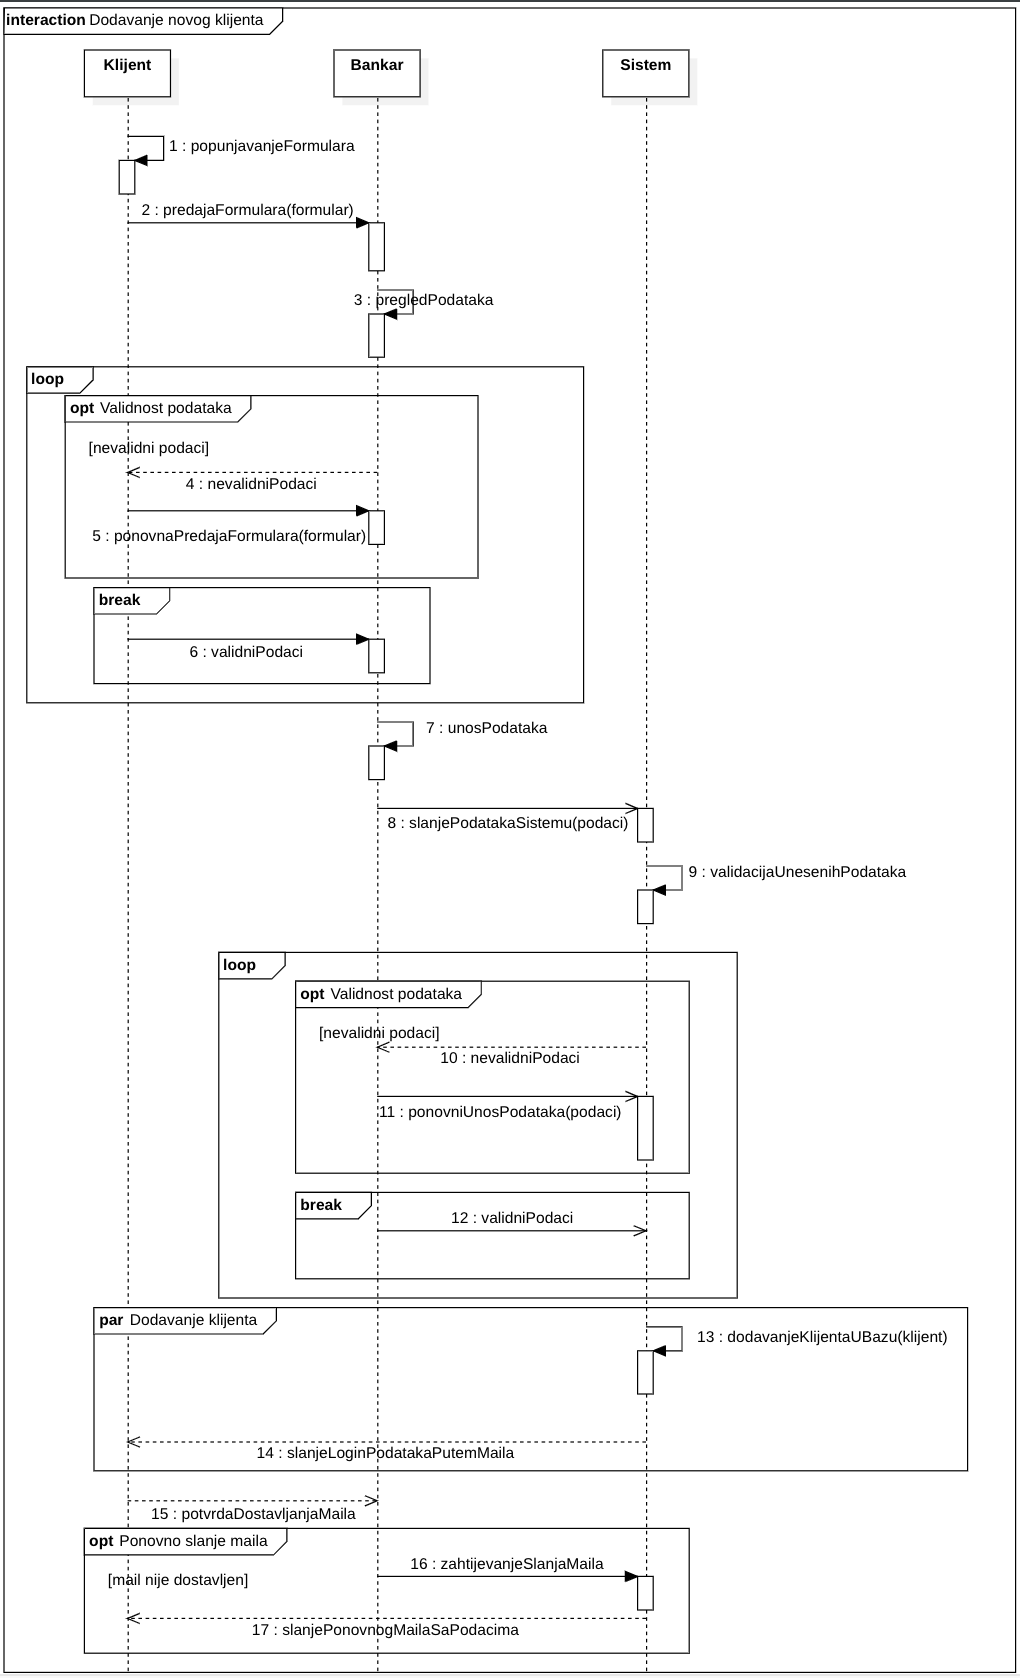 interaction Dodavanje novog klijenta
Klijent
Bankar
Sistem
1 : popunjavanjeFormulara
2 : predajaFormulara(formular)
3 : pregledPodataka
loop
opt Validnost podataka
[nevalidni podaci]
4 : nevalidniPodaci
5 : ponovnaPredajaFormulara(formular)
break
6 : validniPodaci
7 : unosPodataka
8 : slanjePodatakaSistemu(podaci)
9 : validacijaUnesenihPodataka
loop
opt Validnost podataka
[nevalidni podaci]
10 : nevalidniPodaci
11 : ponovniUnosPodataka(podaci)
break
12 : validniPodaci
par Dodavanje klijenta
13 : dodavanjeKlijentaUBazu(klijent)
14 : slanjeLoginPodatakaPutemMaila
15 : potvrdaDostavljanjaMaila
opt Ponovno slanje maila
16 : zahtijevanjeSlanjaMaila
[mail nije dostavljen]
17 : slanjePonovnogMailaSaPodacima